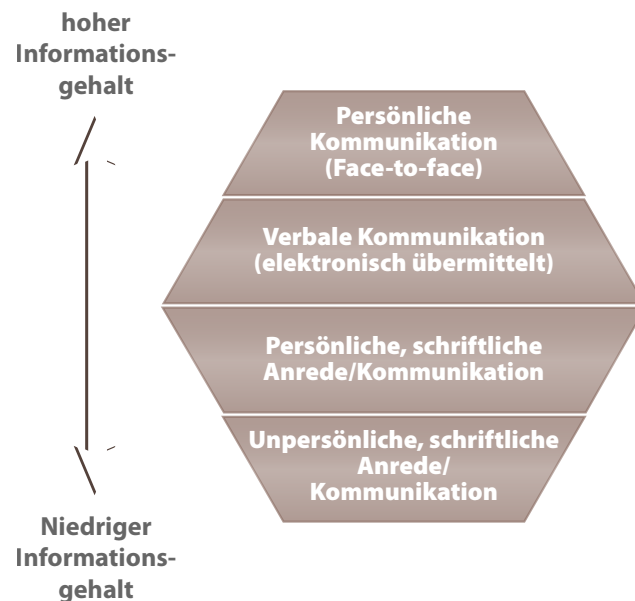 hoher
Informations-
gehalt
Persönliche
Kommunikation
(Face-to-face)
Verbale Kommunikation
(elektronisch übermittelt)
Persönliche, schriftliche
Anrede/Kommunikation
Unpersönliche, schriftliche
Anrede/
Kommunikation
Niedriger
Informations-
gehalt